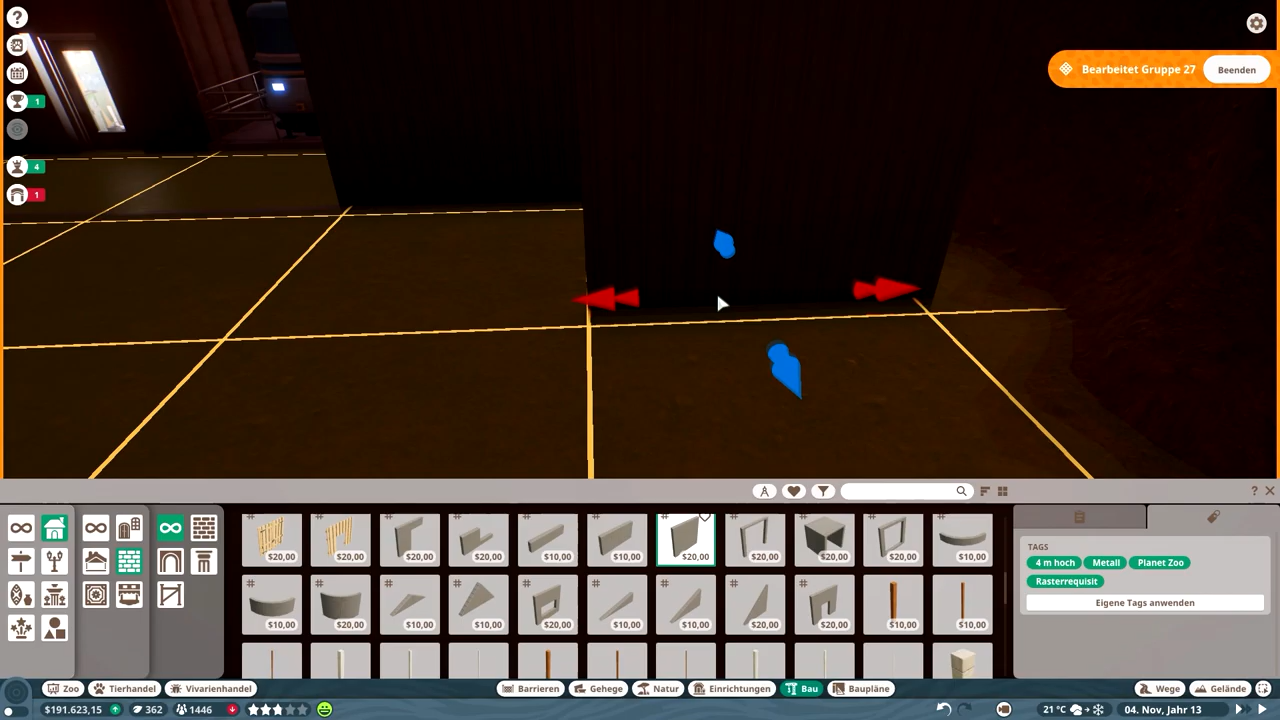 ?
Bearbeitet Gruppe 27 Beenden
1
4
1
? ×
$20,00 $20,00 $20,00 $20,00 $10,00 $10,00 $20,00 $20,00 $20,00 $20,00 $10,00
$10,00 $20,00 $10,00 $10,00 $20,00 $10,00 $10,00 $20,00 $20,00 $10,00 $10,00
TAGS
4 m hoch Metall Planet Zoo
Rasterrequisit
Eigene Tags anwenden
Zoo Tierhandel Vivarienhandel Barrieren Gehege Natur Einrichtungen Bau Baupläne Wege Gelände
$191.623,15 362 1446 21 °C 04. Nov, Jahr 13